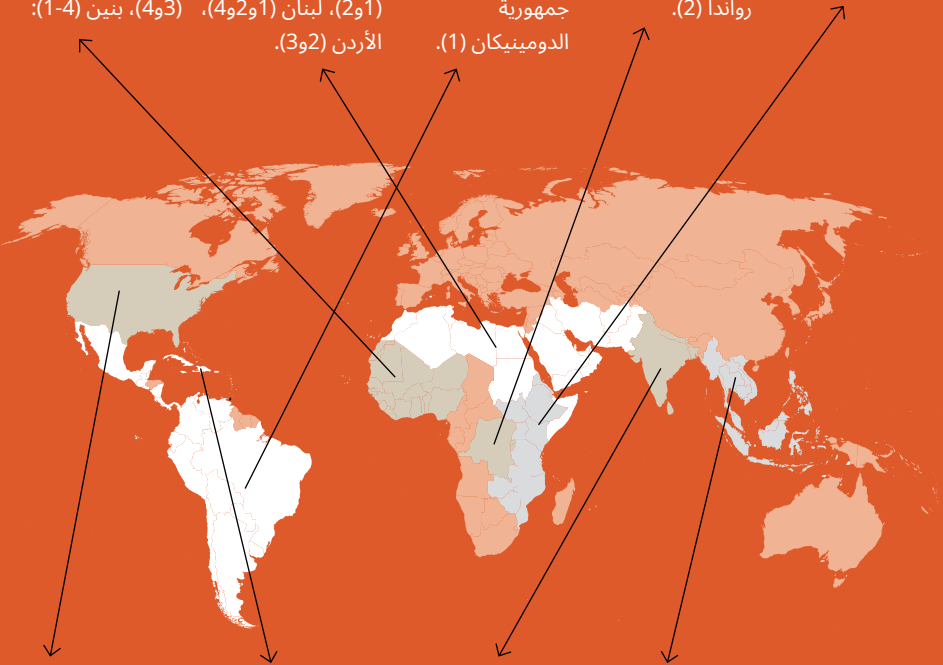 رواندا (2).
جمهورية
الدومينيكان (1).
(1و2)، لبنان (1و2و4)،
الأردن (2و3).
(3و4)، بنين (4-1):